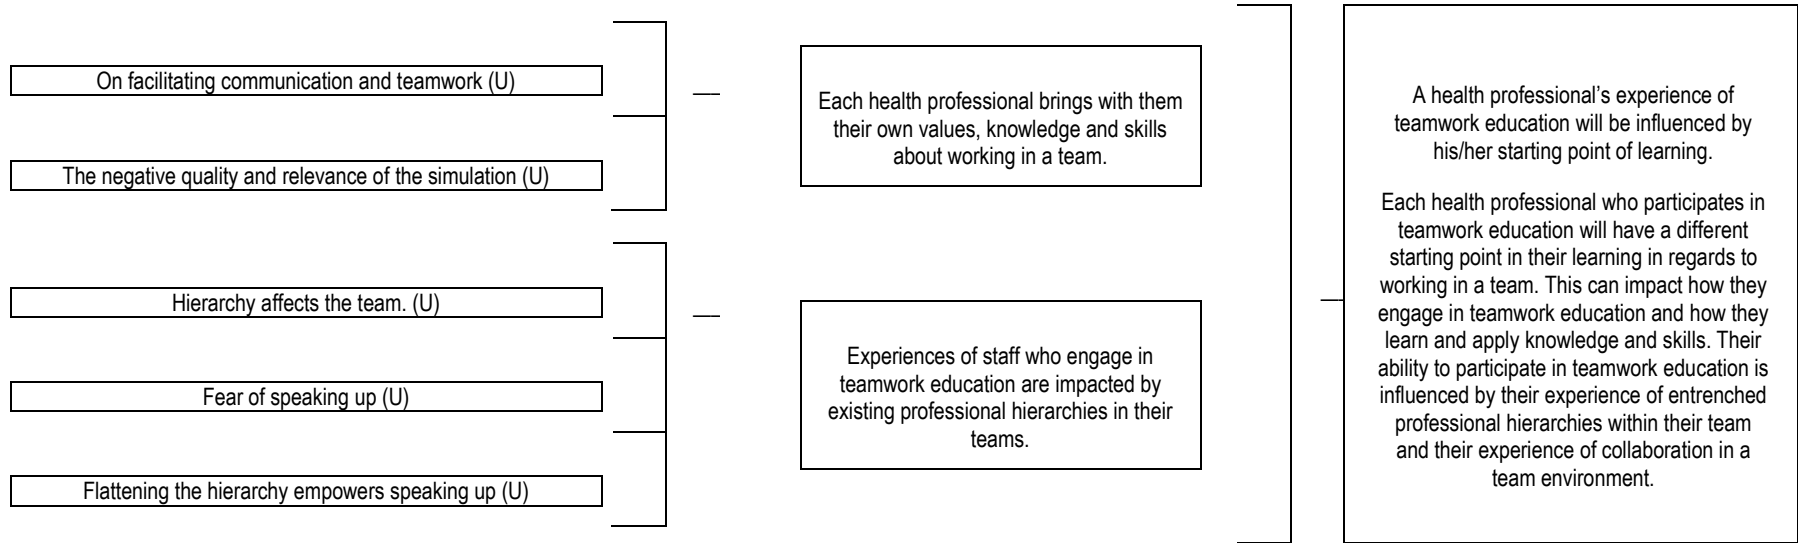 On facilitating communication and teamwork (U)
The negative quality and relevance of the simulation (U)
Hierarchy affects the team. (U)
Fear of speaking up (U)
Flattening the hierarchy empowers speaking up (U)
Each health professional brings with them
their own values, knowledge and skills
about working in a team.
Experiences of staff who engage in
teamwork education are impacted by
existing professional hierarchies in their
teams.
A health professional’s experience of
teamwork education will be influenced by
his/her starting point of learning.
Each health professional who participates in
teamwork education will have a different
starting point in their learning in regards to
working in a team. This can impact how they
engage in teamwork education and how they
learn and apply knowledge and skills. Their
ability to participate in teamwork education is
influenced by their experience of entrenched
professional hierarchies within their team
and their experience of collaboration in a
team environment.